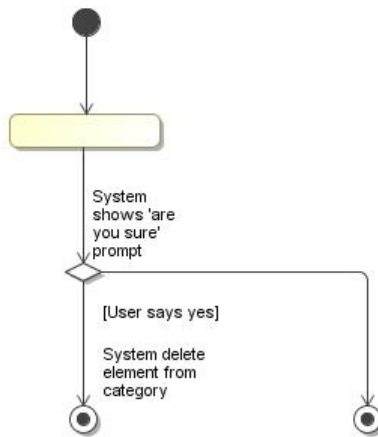 System
shows 'are
you sure'
prompt
[User says yes]
System delete
element from
category